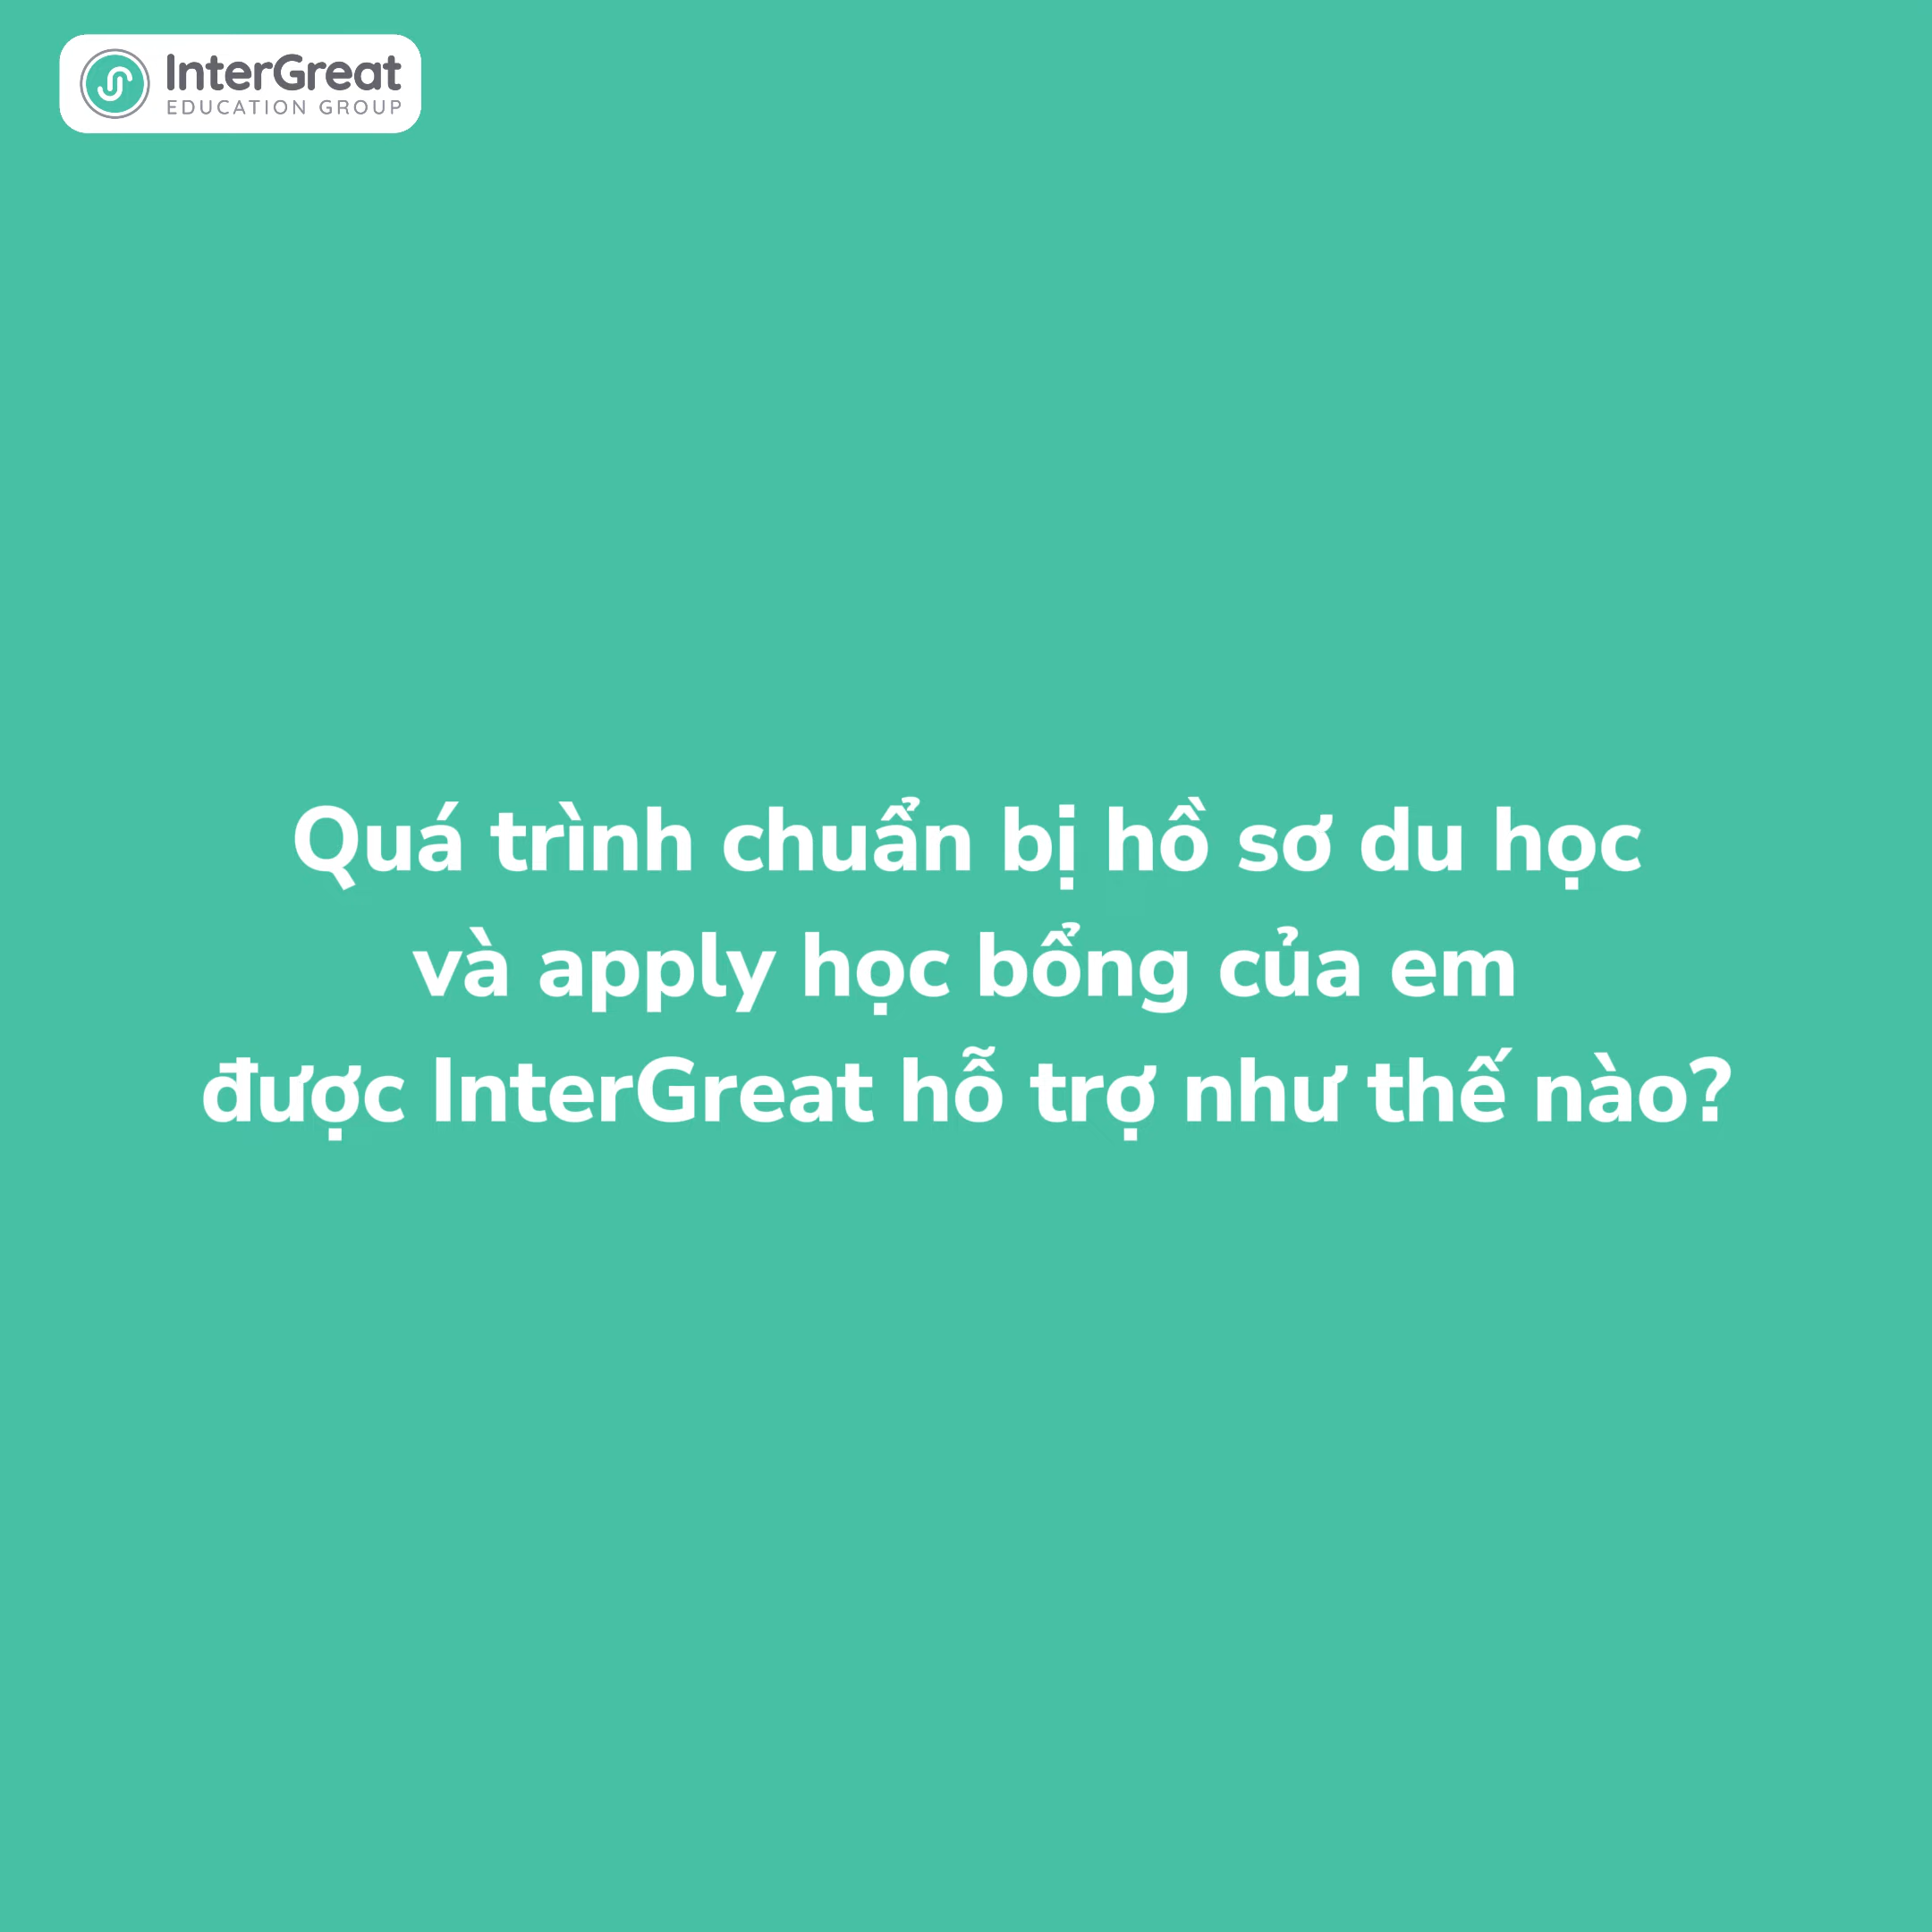 InterGreat
EDUCATION GROUP
Quá trình chuẩn bị hồ sơ du học
và apply học bổng của em
được InterGreat hỗ trợ như thế nào?